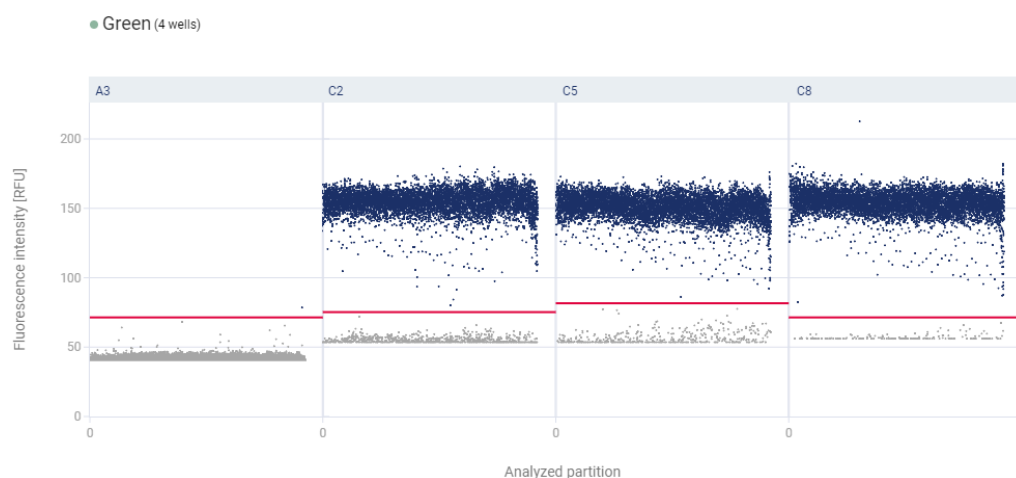 Green (4 wells)
A3 C2 C5 C8
200
150
100
50
0
0 0 0 0
Fluorescence intensity [RFU]
Analyzed partition